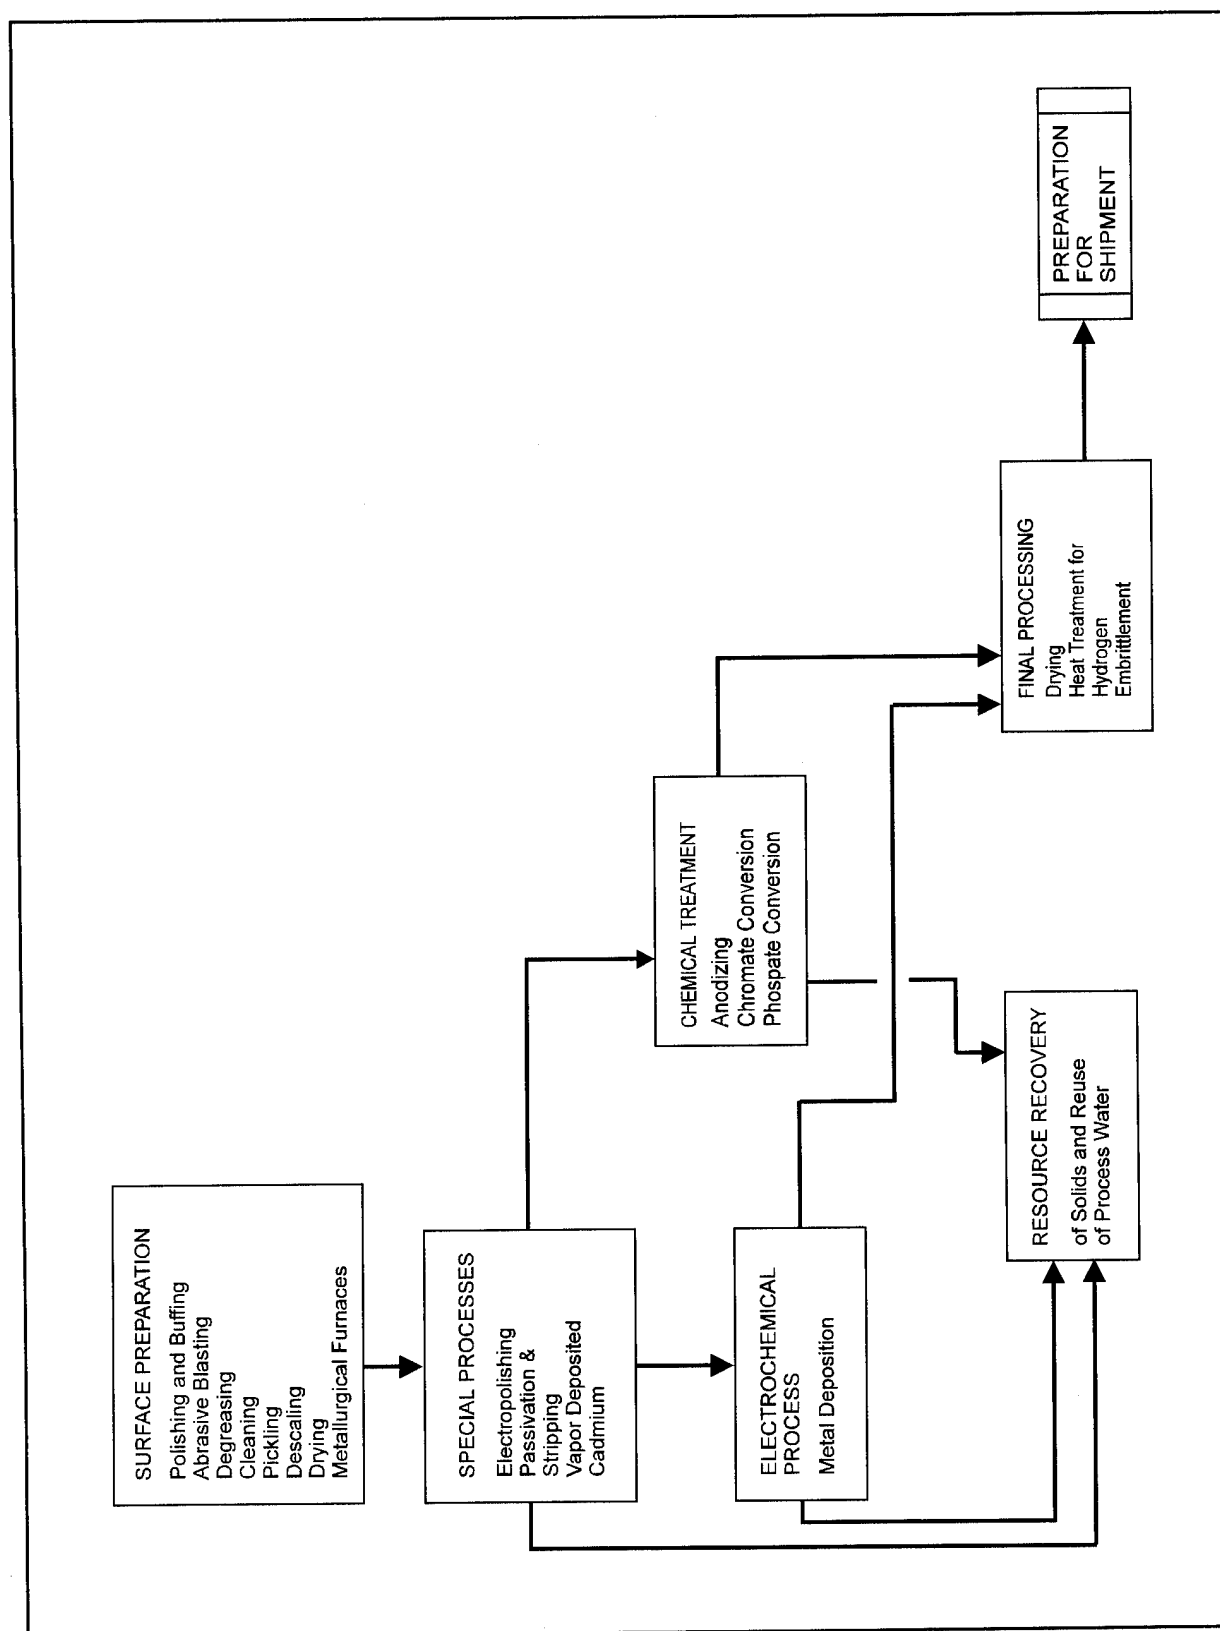 SURFACE PREPARATION
Polishing and Buffing
Abrasive Blasting
Degreasing
Cleaning
Pickling
Descaling
Drying
Metallurgical Furnaces
SPECIAL PROCESSES
Electropolishing
Passivation &
Stripping
Vapor Deposited
Cadmium
ELECTROCHEMICAL
PROCESS
Metal Deposition
CHEMICAL TREATMENT
Anodizing
Chromate Conversion
Phospate Conversion
RESOURCE RECOVERY
of Solids and Reuse
of Process Water
FINAL PROCESSING
Drying
Heat Treatment for
Hydrogen
Embrittlement
PREPARATION
FOR
SHIPMENT